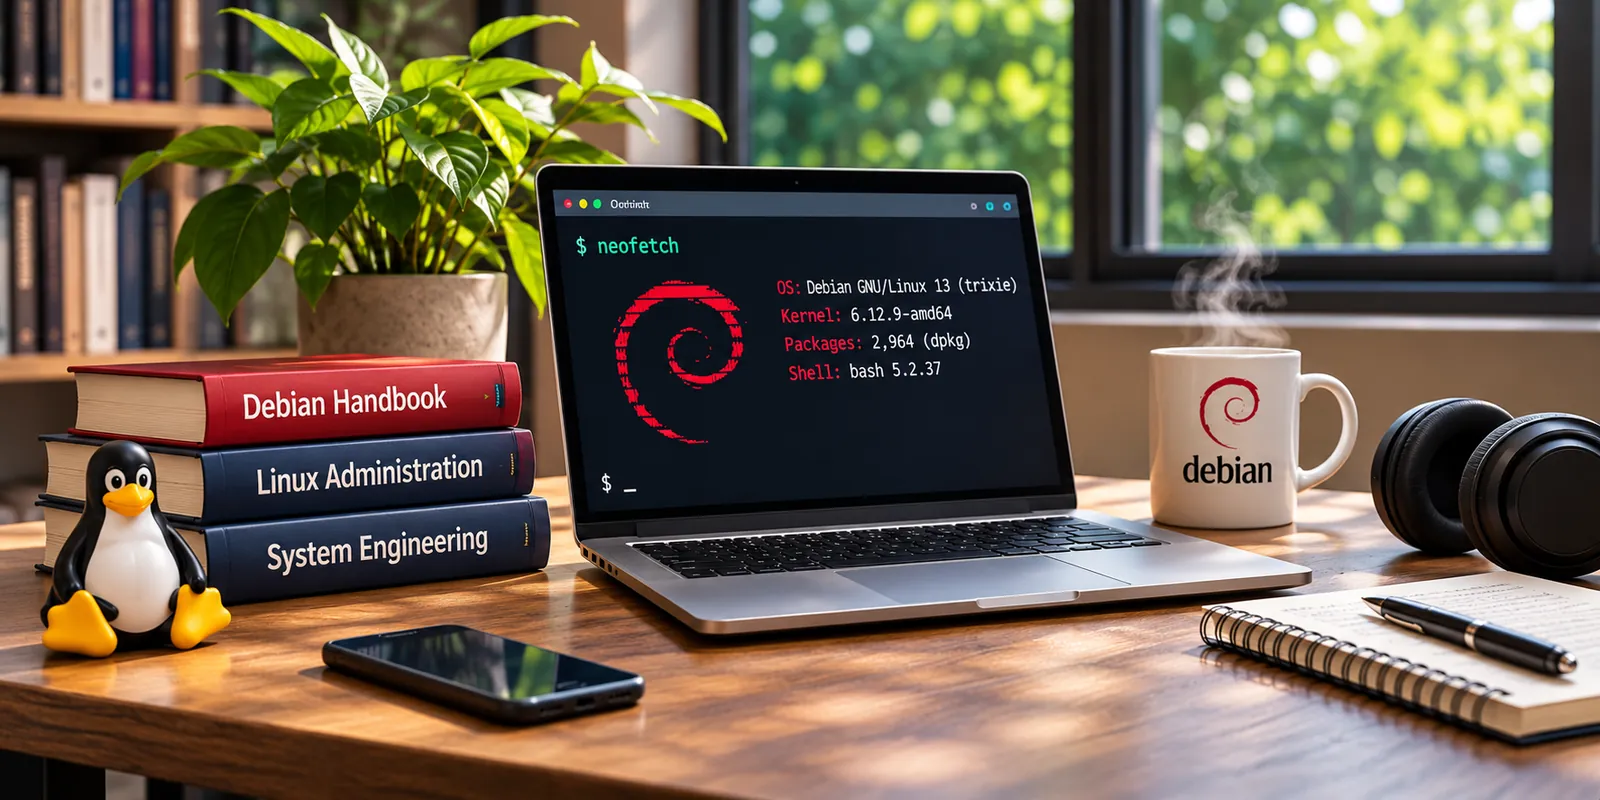 Debian Handbook
Linux Administration
System Engineering
$ neofetch
OS: Debian GNU/Linux 13 (trixie)
Kernel: 6.12.9-amd64
Packages: 2,964 (dpkg)
Shell: bash 5.2.37
$ _
debian